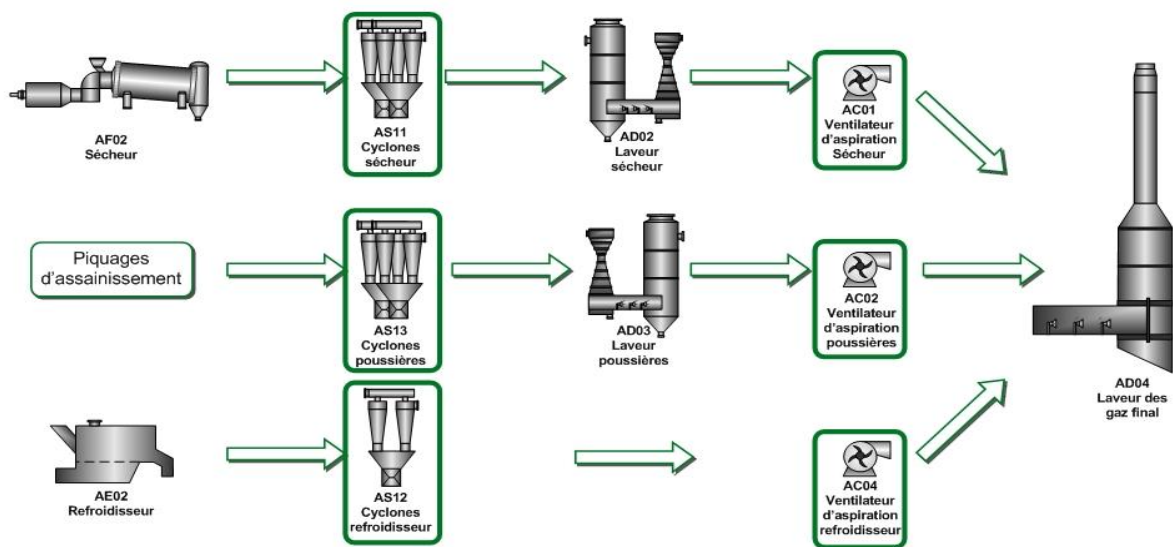 AF02
Sécheur
AS11
Cyclones
sécheur
AD02
Laveur
sécheur
AC01
Ventilateur
d'aspiration
Sécheur
Piquages
d'assainissement
AS13
Cyclones
poussières
AD03
Laveur
poussières
AC02
Ventilateur
d'aspiration
poussières
AD04
Laveur des
gaz final
AE02
Refroidisseur
AS12
Cyclones
refroidisseur
AC04
Ventilateur
d'aspiration
refroidisseur